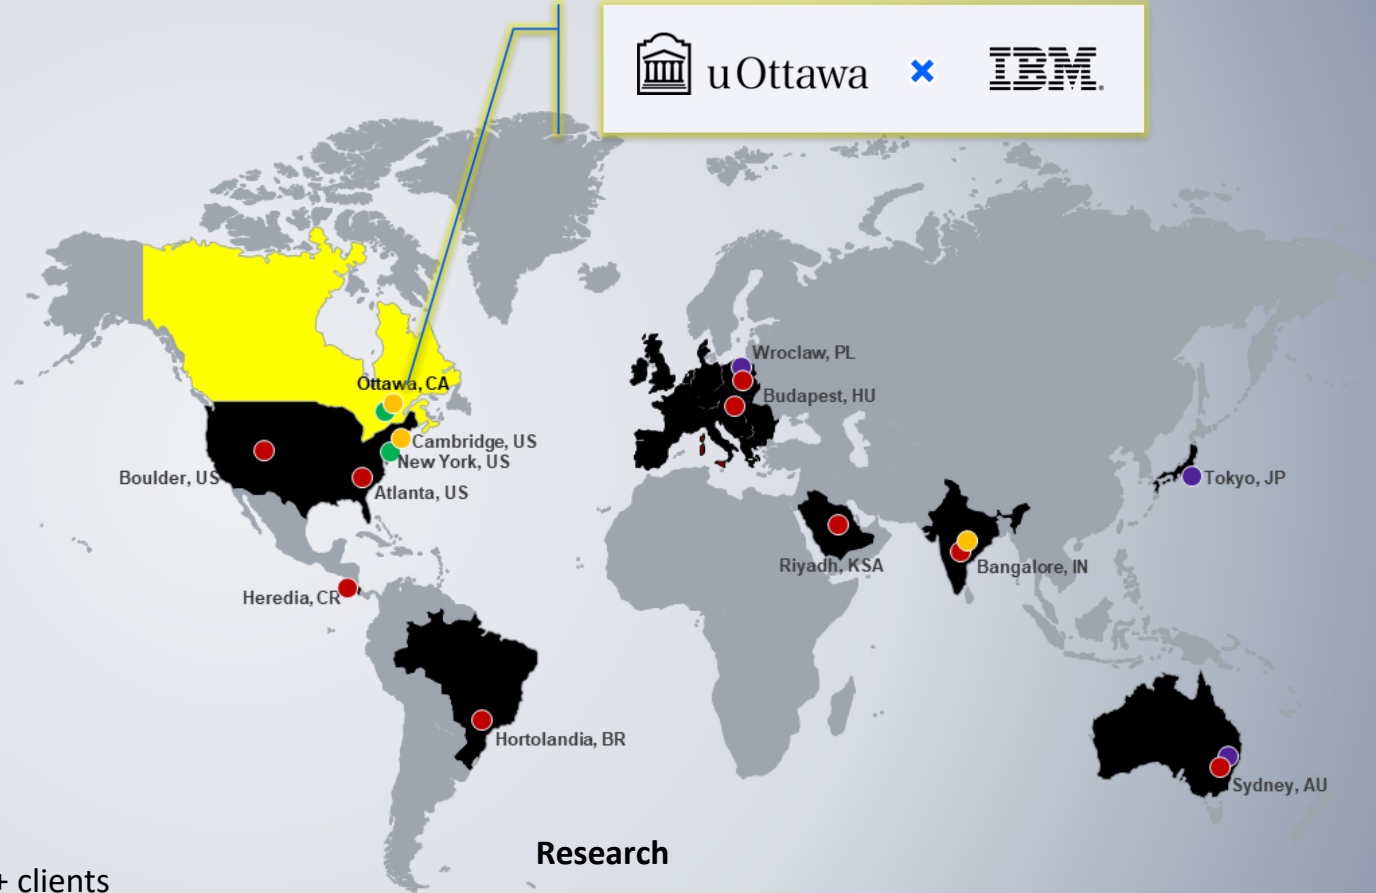 uOttawa × IBM.
Wroclaw, PL
Ottawa, CA
Budapest, HU
Cambridge, US
New York, US
Boulder, US
Atlanta, US
Tokyo, JP
Riyadh, KSA
Bangalore, IN
Heredia, CR
Hortolandia, BR
Sydney, AU
Research
+ clients